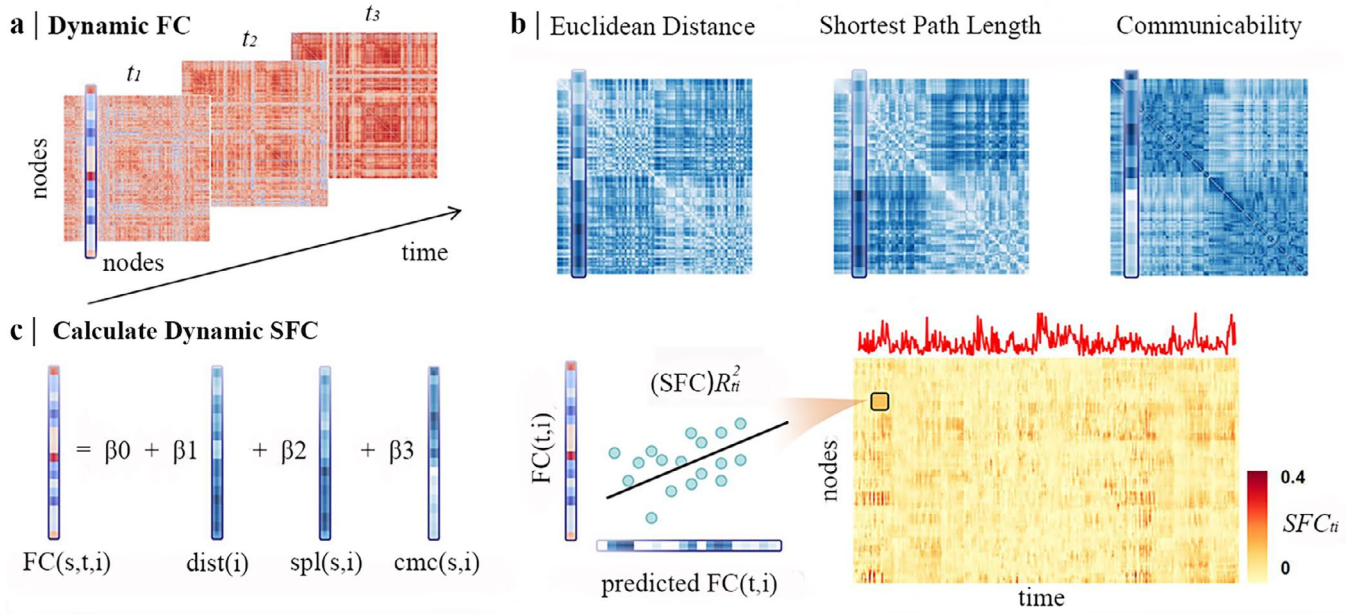 a | Dynamic FC
t1
t2
t3
nodes
nodes
time
b | Euclidean Distance
Shortest Path Length
Communicability
c | Calculate Dynamic SFC
= β0 + β1
+ β2
+ β3
FC(s,t,i)
dist(i)
spl(s,i)
cmc(s,i)
FC(t,i)
(SFC)R²ti
predicted FC(t,i)
nodes
time
0.4
SFCti
0